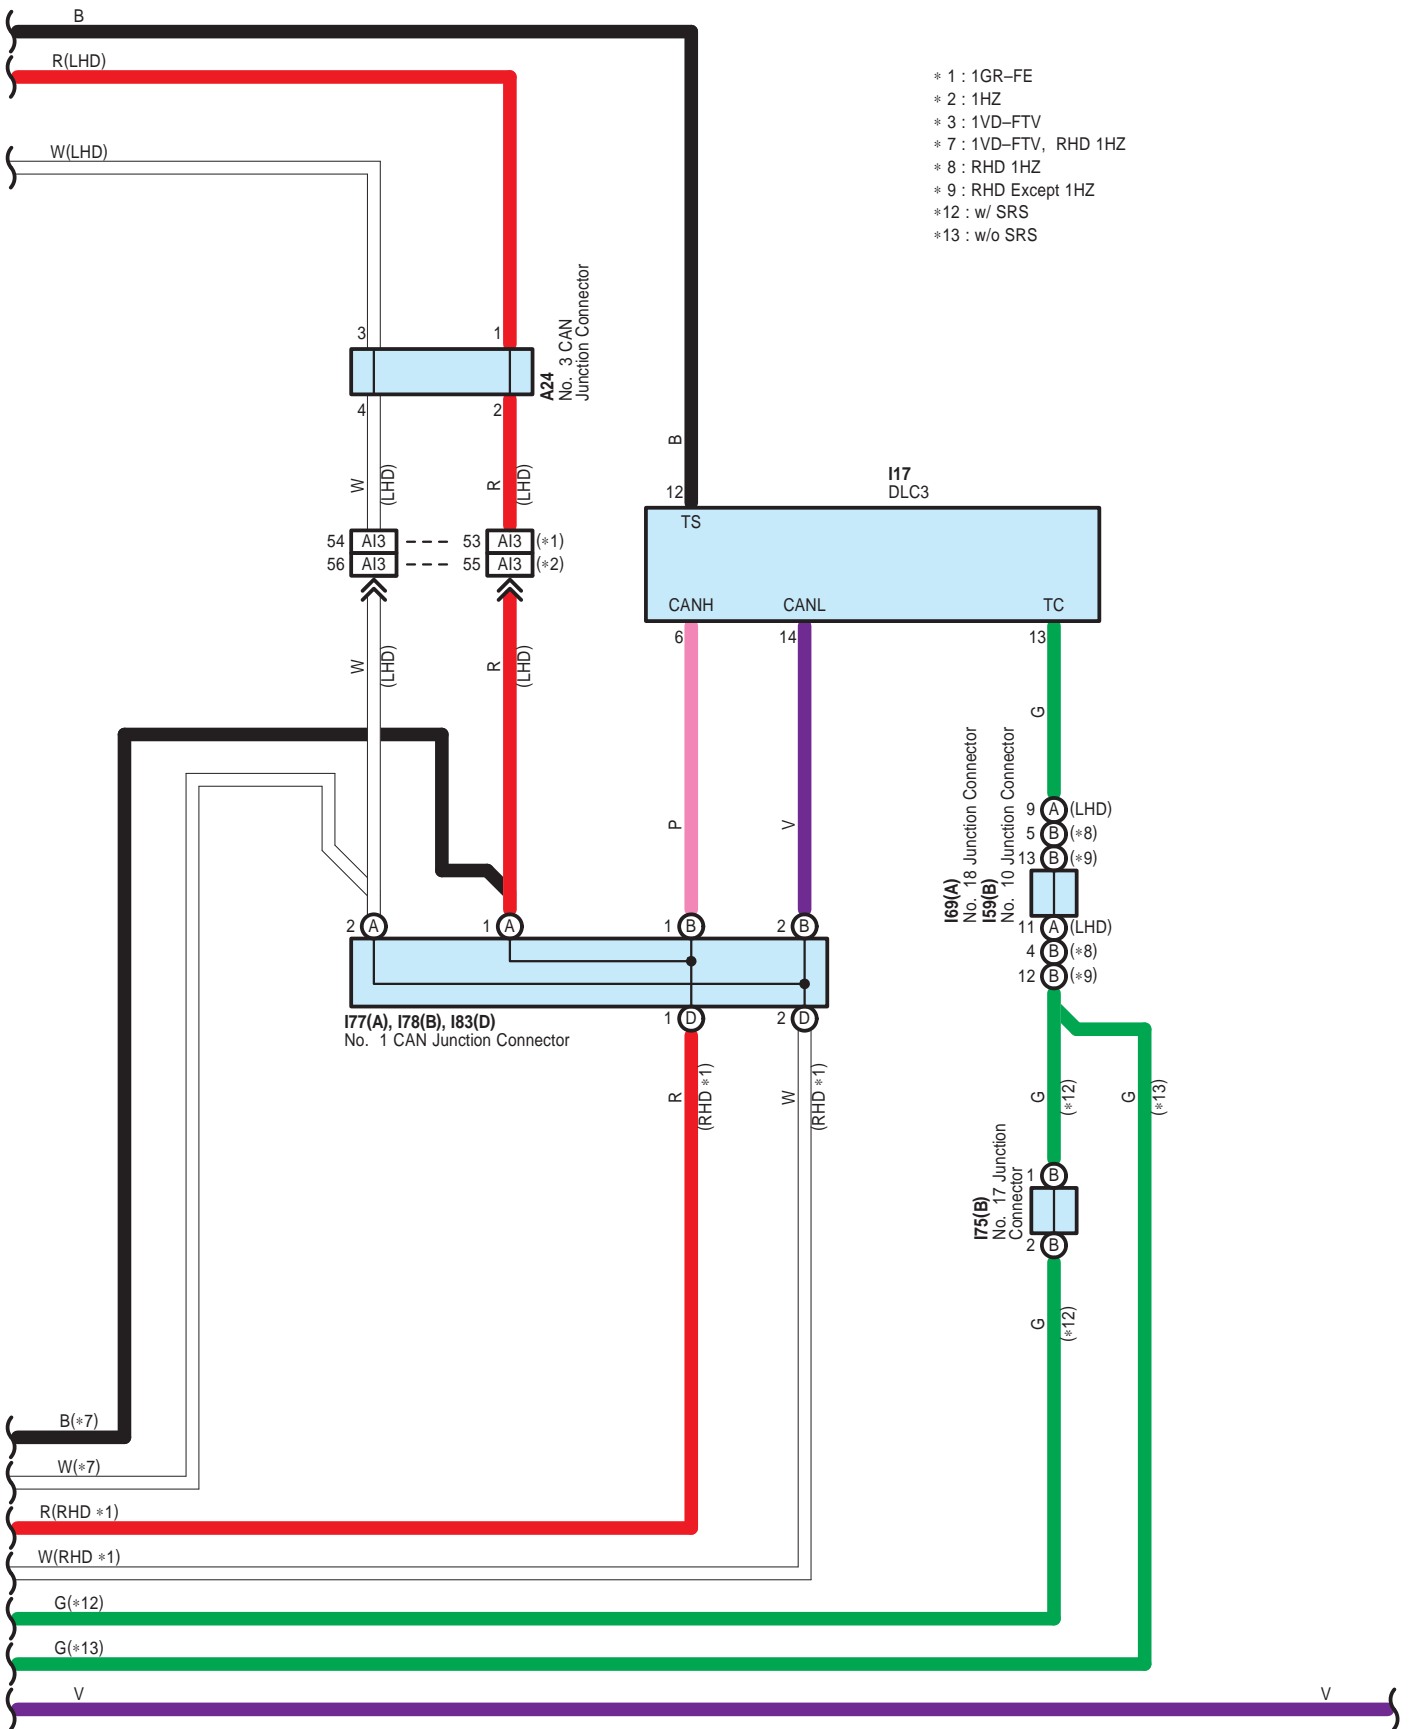 B
R(LHD)
W(LHD)
* 1 : 1GR–FE
* 2 : 1HZ
* 3 : 1VD–FTV
* 7 : 1VD–FTV, RHD 1HZ
* 8 : RHD 1HZ
* 9 : RHD Except 1HZ
*12 : w/ SRS
*13 : w/o SRS
3
1
A24
No. 3 CAN
Junction Connector
4
2
W
(LHD)
R
(LHD)
B
12
I17
DLC3
TS
54 AI3
53 AI3 (*1)
56 AI3
55 AI3 (*2)
CANH
CANL
TC
6
14
13
W
(LHD)
R
(LHD)
G
P
V
I69(A)
No. 18 Junction Connector
I59(B)
No. 10 Junction Connector
9 A (LHD)
5 B (*8)
13 B (*9)
11 A (LHD)
4 B (*8)
12 B (*9)
2 A
1 A
1 B
2 B
I77(A), I78(B), I83(D)
No. 1 CAN Junction Connector
1 D
2 D
R
(RHD *1)
W
(RHD *1)
G
(*12)
G
(*13)
I75(B)
No. 17 Junction
Connector
1 B
2 B
G
(*12)
B(*7)
W(*7)
R(RHD *1)
W(RHD *1)
G(*12)
G(*13)
V
V